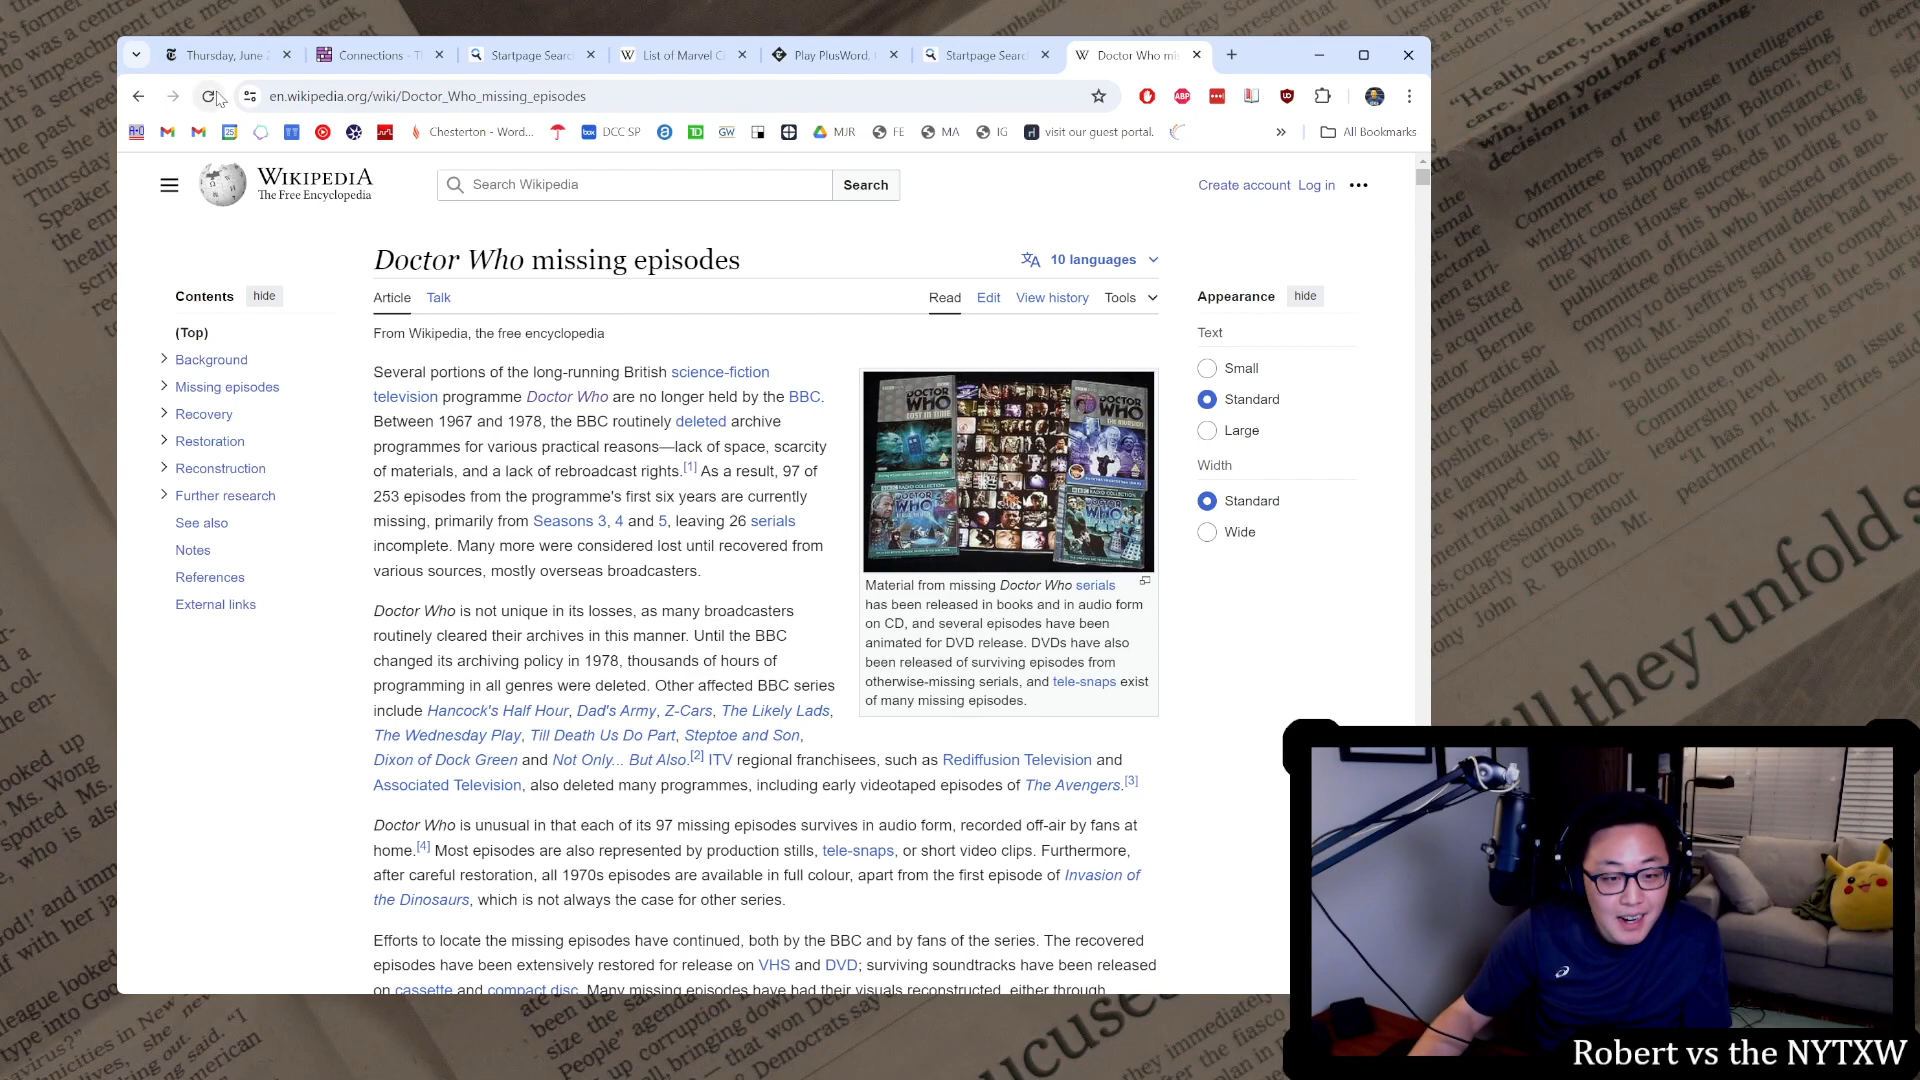 Thursday, June 2
Connections - Th
Startpage Searc
List of Marvel Ci
Play PlusWord,
Startpage Searc
Doctor Who mis
en.wikipedia.org/wiki/Doctor_Who_missing_episodes
Chesterton - Word...
DCC SP
MJR
FE
MA
IG
visit our guest portal.
All Bookmarks
WIKIPEDIA
The Free Encyclopedia
Search Wikipedia
Search
Create account Log in
Doctor Who missing episodes
10 languages
Contents hide
(Top)
Background
Missing episodes
Recovery
Restoration
Reconstruction
Further research
See also
Notes
References
External links
Article Talk
Read Edit View history Tools
From Wikipedia, the free encyclopedia
Several portions of the long-running British science-fiction
television programme Doctor Who are no longer held by the BBC.
Between 1967 and 1978, the BBC routinely deleted archive
programmes for various practical reasons—lack of space, scarcity
of materials, and a lack of rebroadcast rights.[1] As a result, 97 of
253 episodes from the programme's first six years are currently
missing, primarily from Seasons 3, 4 and 5, leaving 26 serials
incomplete. Many more were considered lost until recovered from
various sources, mostly overseas broadcasters.
Material from missing Doctor Who serials
has been released in books and in audio form
on CD, and several episodes have been
animated for DVD release. DVDs have also
been released of surviving episodes from
otherwise-missing serials, and tele-snaps exist
of many missing episodes.
Doctor Who is not unique in its losses, as many broadcasters
routinely cleared their archives in this manner. Until the BBC
changed its archiving policy in 1978, thousands of hours of
programming in all genres were deleted. Other affected BBC series
include Hancock's Half Hour, Dad's Army, Z-Cars, The Likely Lads,
The Wednesday Play, Till Death Us Do Part, Steptoe and Son,
Dixon of Dock Green and Not Only... But Also.[2] ITV regional franchisees, such as Rediffusion Television and
Associated Television, also deleted many programmes, including early videotaped episodes of The Avengers.[3]
Doctor Who is unusual in that each of its 97 missing episodes survives in audio form, recorded off-air by fans at
home.[4] Most episodes are also represented by production stills, tele-snaps, or short video clips. Furthermore,
after careful restoration, all 1970s episodes are available in full colour, apart from the first episode of Invasion of
the Dinosaurs, which is not always the case for other series.
Efforts to locate the missing episodes have continued, both by the BBC and by fans of the series. The recovered
episodes have been extensively restored for release on VHS and DVD; surviving soundtracks have been released
on cassette and compact disc. Many missing episodes have had their visuals reconstructed, either through
Appearance hide
Text
Small
Standard
Large
Width
Standard
Wide
they unfold
Robert vs the NYTXW